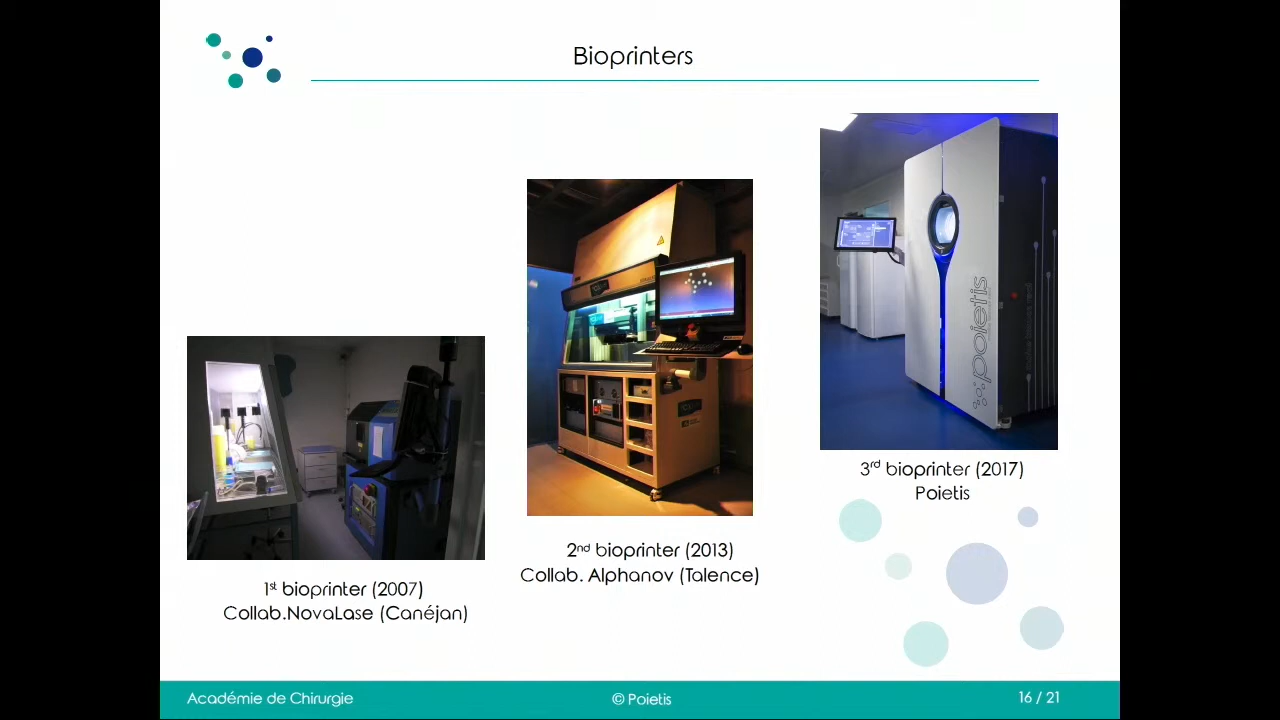 Bioprinters
1st bioprinter (2007)
Collab.NovaLase (Canéjan)
2nd bioprinter (2013)
Collab. Alphanov (Talence)
poietis
3rd bioprinter (2017)
Poietis
Académie de Chirurgie
© Poietis
16 / 21